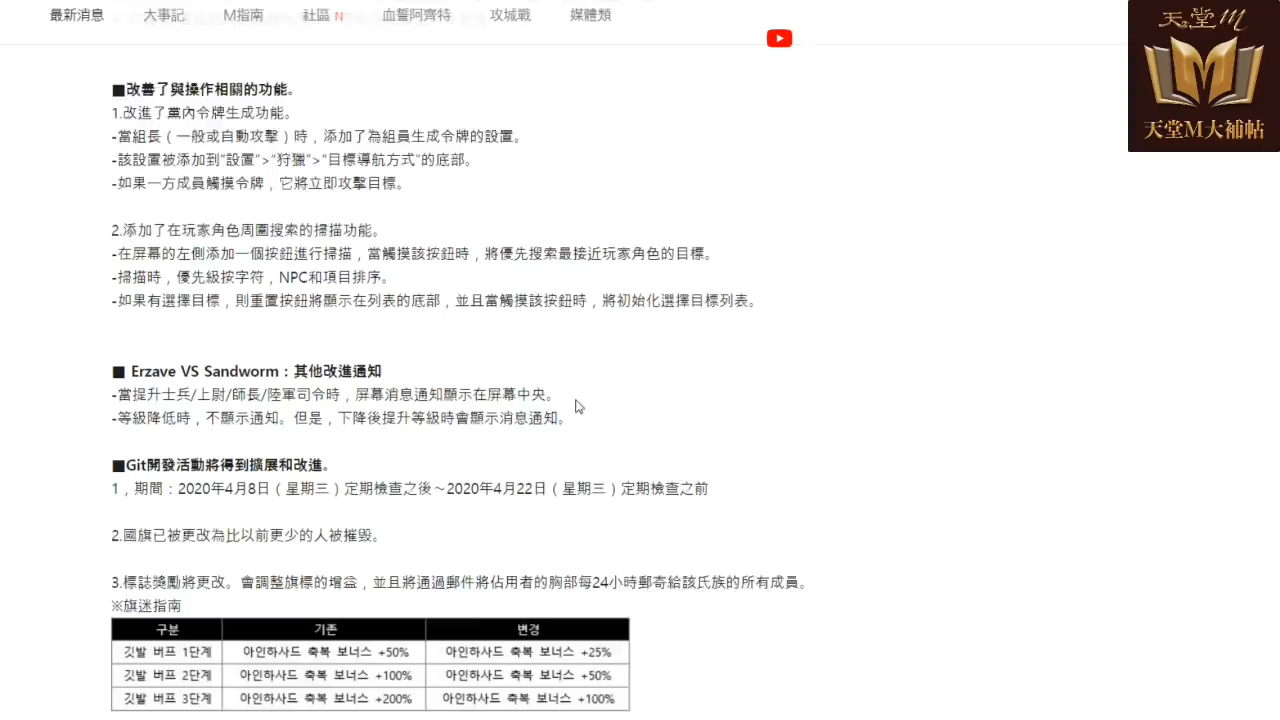 最新消息 大事記 M指南 社區 N 血誓阿齊特 攻城戰 媒體類
天堂M
M
天堂M大補帖
■改善了與操作相關的功能。
1.改進了黨內令牌生成功能。
-當組長（一般或自動攻擊）時，添加了為組員生成令牌的設置。
-該設置被添加到"設置">"狩獵">"目標導航方式"的底部。
-如果一方成員觸摸令牌，它將立即攻擊目標。
2.添加了在玩家角色周圍搜索的掃描功能。
-在屏幕的左側添加一個按鈕進行掃描，當觸摸該按鈕時，將優先搜索最接近玩家角色的目標。
-掃描時，優先級按字符，NPC和項目排序。
-如果有選擇目標，則重置按鈕將顯示在列表的底部，並且當觸摸該按鈕時，將初始化選擇目標列表。
■ Erzave VS Sandworm：其他改進通知
-當提升士兵/上尉/師長/陸軍司令時，屏幕消息通知顯示在屏幕中央。
-等級降低時，不顯示通知。但是，下降後提升等級時會顯示消息通知。
■Git開發活動將得到擴展和改進。
1，期間：2020年4月8日（星期三）定期檢查之後～2020年4月22日（星期三）定期檢查之前
2.國旗已被更改為比以前更少的人被摧毀。
3.標誌獎勵將更改。會調整旗標的增益，並且將通過郵件將佔用者的胸部每24小時郵寄給該氏族的所有成員。
※旗迷指南
구분 기존 변경
깃발 버프 1단계 아인하사드 축복 보너스 +50% 아인하사드 축복 보너스 +25%
깃발 버프 2단계 아인하사드 축복 보너스 +100% 아인하사드 축복 보너스 +50%
깃발 버프 3단계 아인하사드 축복 보너스 +200% 아인하사드 축복 보너스 +100%